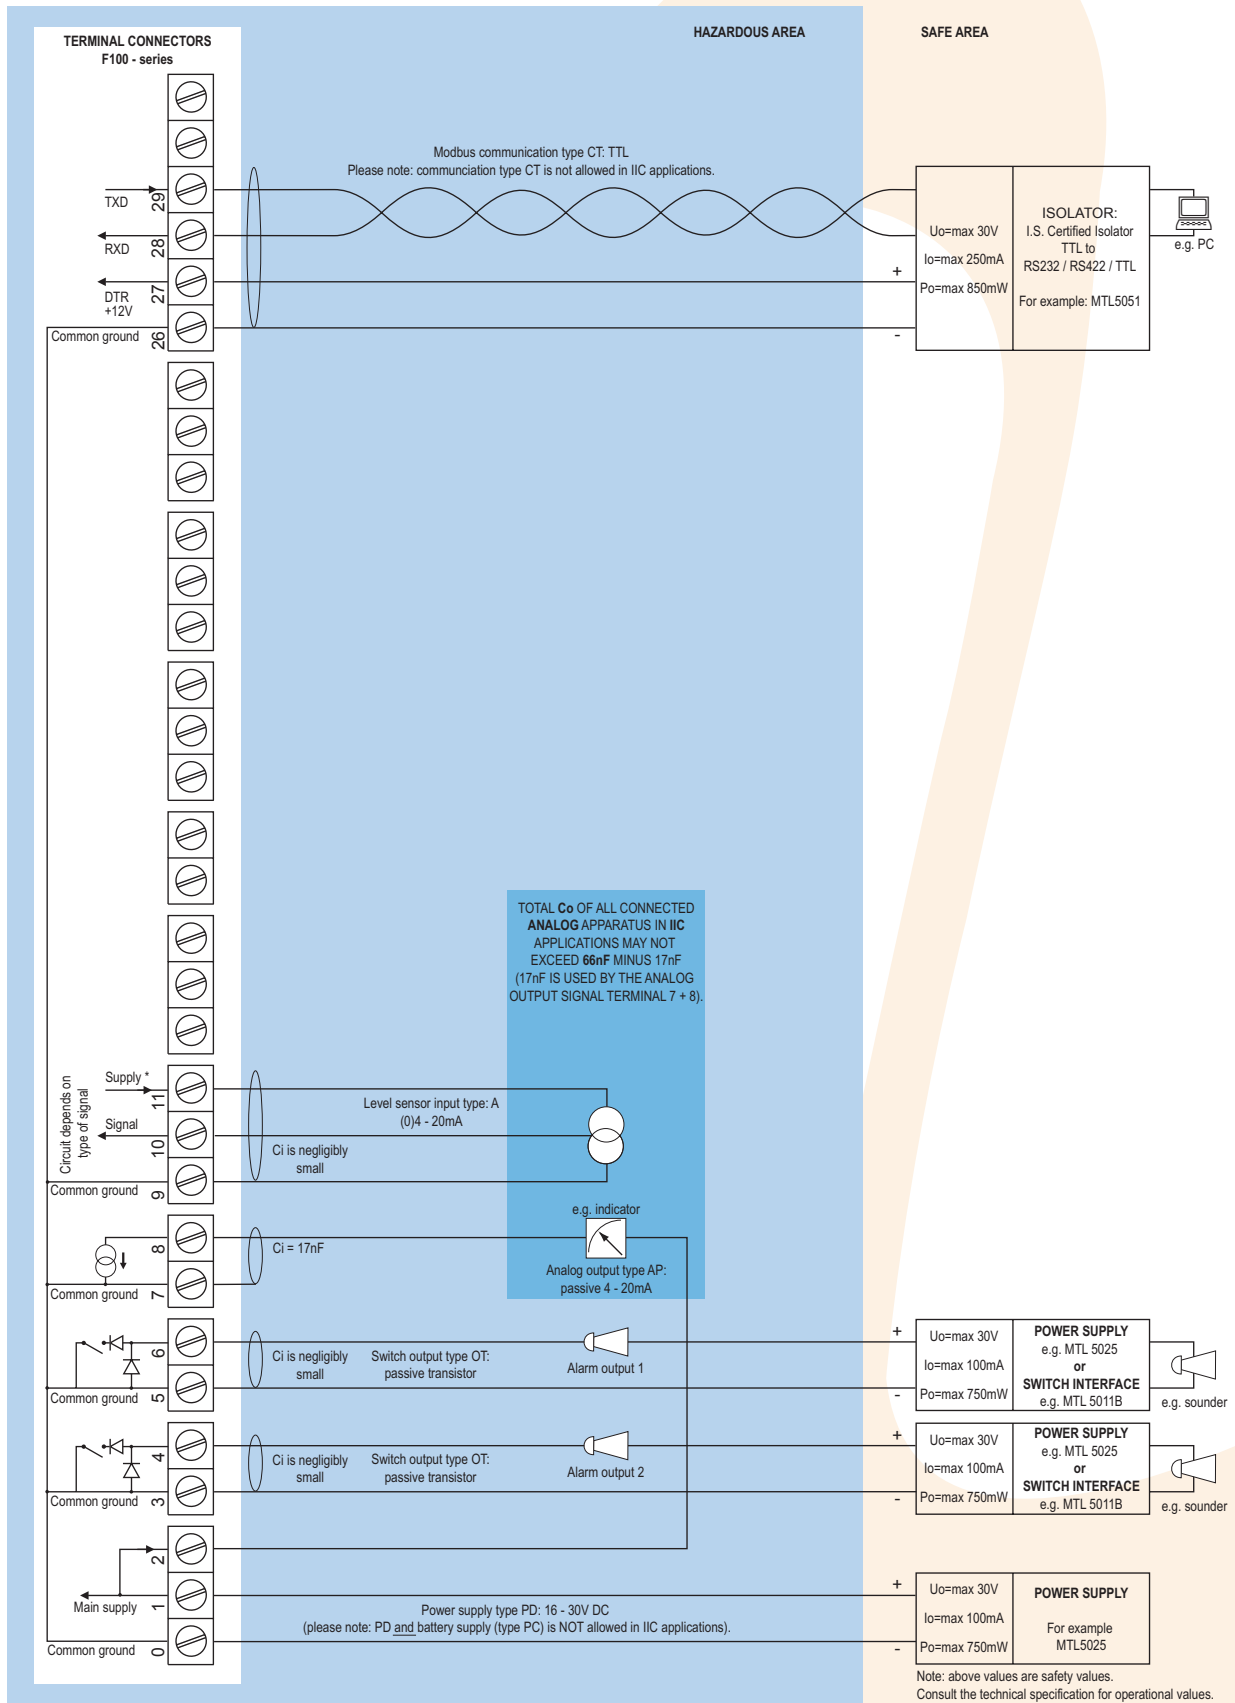 HAZARDOUS AREA
SAFE AREA
TERMINAL CONNECTORS
F100 - series
Modbus communication type CT: TTL
Please note: communciation type CT is not allowed in IIC applications.
TXD
29
RXD
28
DTR
+12V
27
Common ground
26
+
-
Uo=max 30V
Io=max 250mA
Po=max 850mW
ISOLATOR:
I.S. Certified Isolator
TTL to
RS232 / RS422 / TTL
For example: MTL5051
e.g. PC
TOTAL Co OF ALL CONNECTED
ANALOG APPARATUS IN IIC
APPLICATIONS MAY NOT
EXCEED 66nF MINUS 17nF
(17nF IS USED BY THE ANALOG
OUTPUT SIGNAL TERMINAL 7 + 8).
Circuit depends on
type of signal
Supply *
11
Signal
10
Common ground
9
Level sensor input type: A
(0)4 - 20mA
Ci is negligibly
small
e.g. indicator
8
Ci = 17nF
Common ground
7
Analog output type AP:
passive 4 - 20mA
6
Ci is negligibly
small
Switch output type OT:
passive transistor
Alarm output 1
Common ground
5
+
-
Uo=max 30V
Io=max 100mA
Po=max 750mW
POWER SUPPLY
e.g. MTL 5025
or
SWITCH INTERFACE
e.g. MTL 5011B
e.g. sounder
4
Ci is negligibly
small
Switch output type OT:
passive transistor
Alarm output 2
Common ground
3
+
-
Uo=max 30V
Io=max 100mA
Po=max 750mW
POWER SUPPLY
e.g. MTL 5025
or
SWITCH INTERFACE
e.g. MTL 5011B
e.g. sounder
2
Main supply
1
Power supply type PD: 16 - 30V DC
(please note: PD and battery supply (type PC) is NOT allowed in IIC applications).
Common ground
0
+
-
Uo=max 30V
Io=max 100mA
Po=max 750mW
POWER SUPPLY
For example
MTL5025
Note: above values are safety values.
Consult the technical specification for operational values.